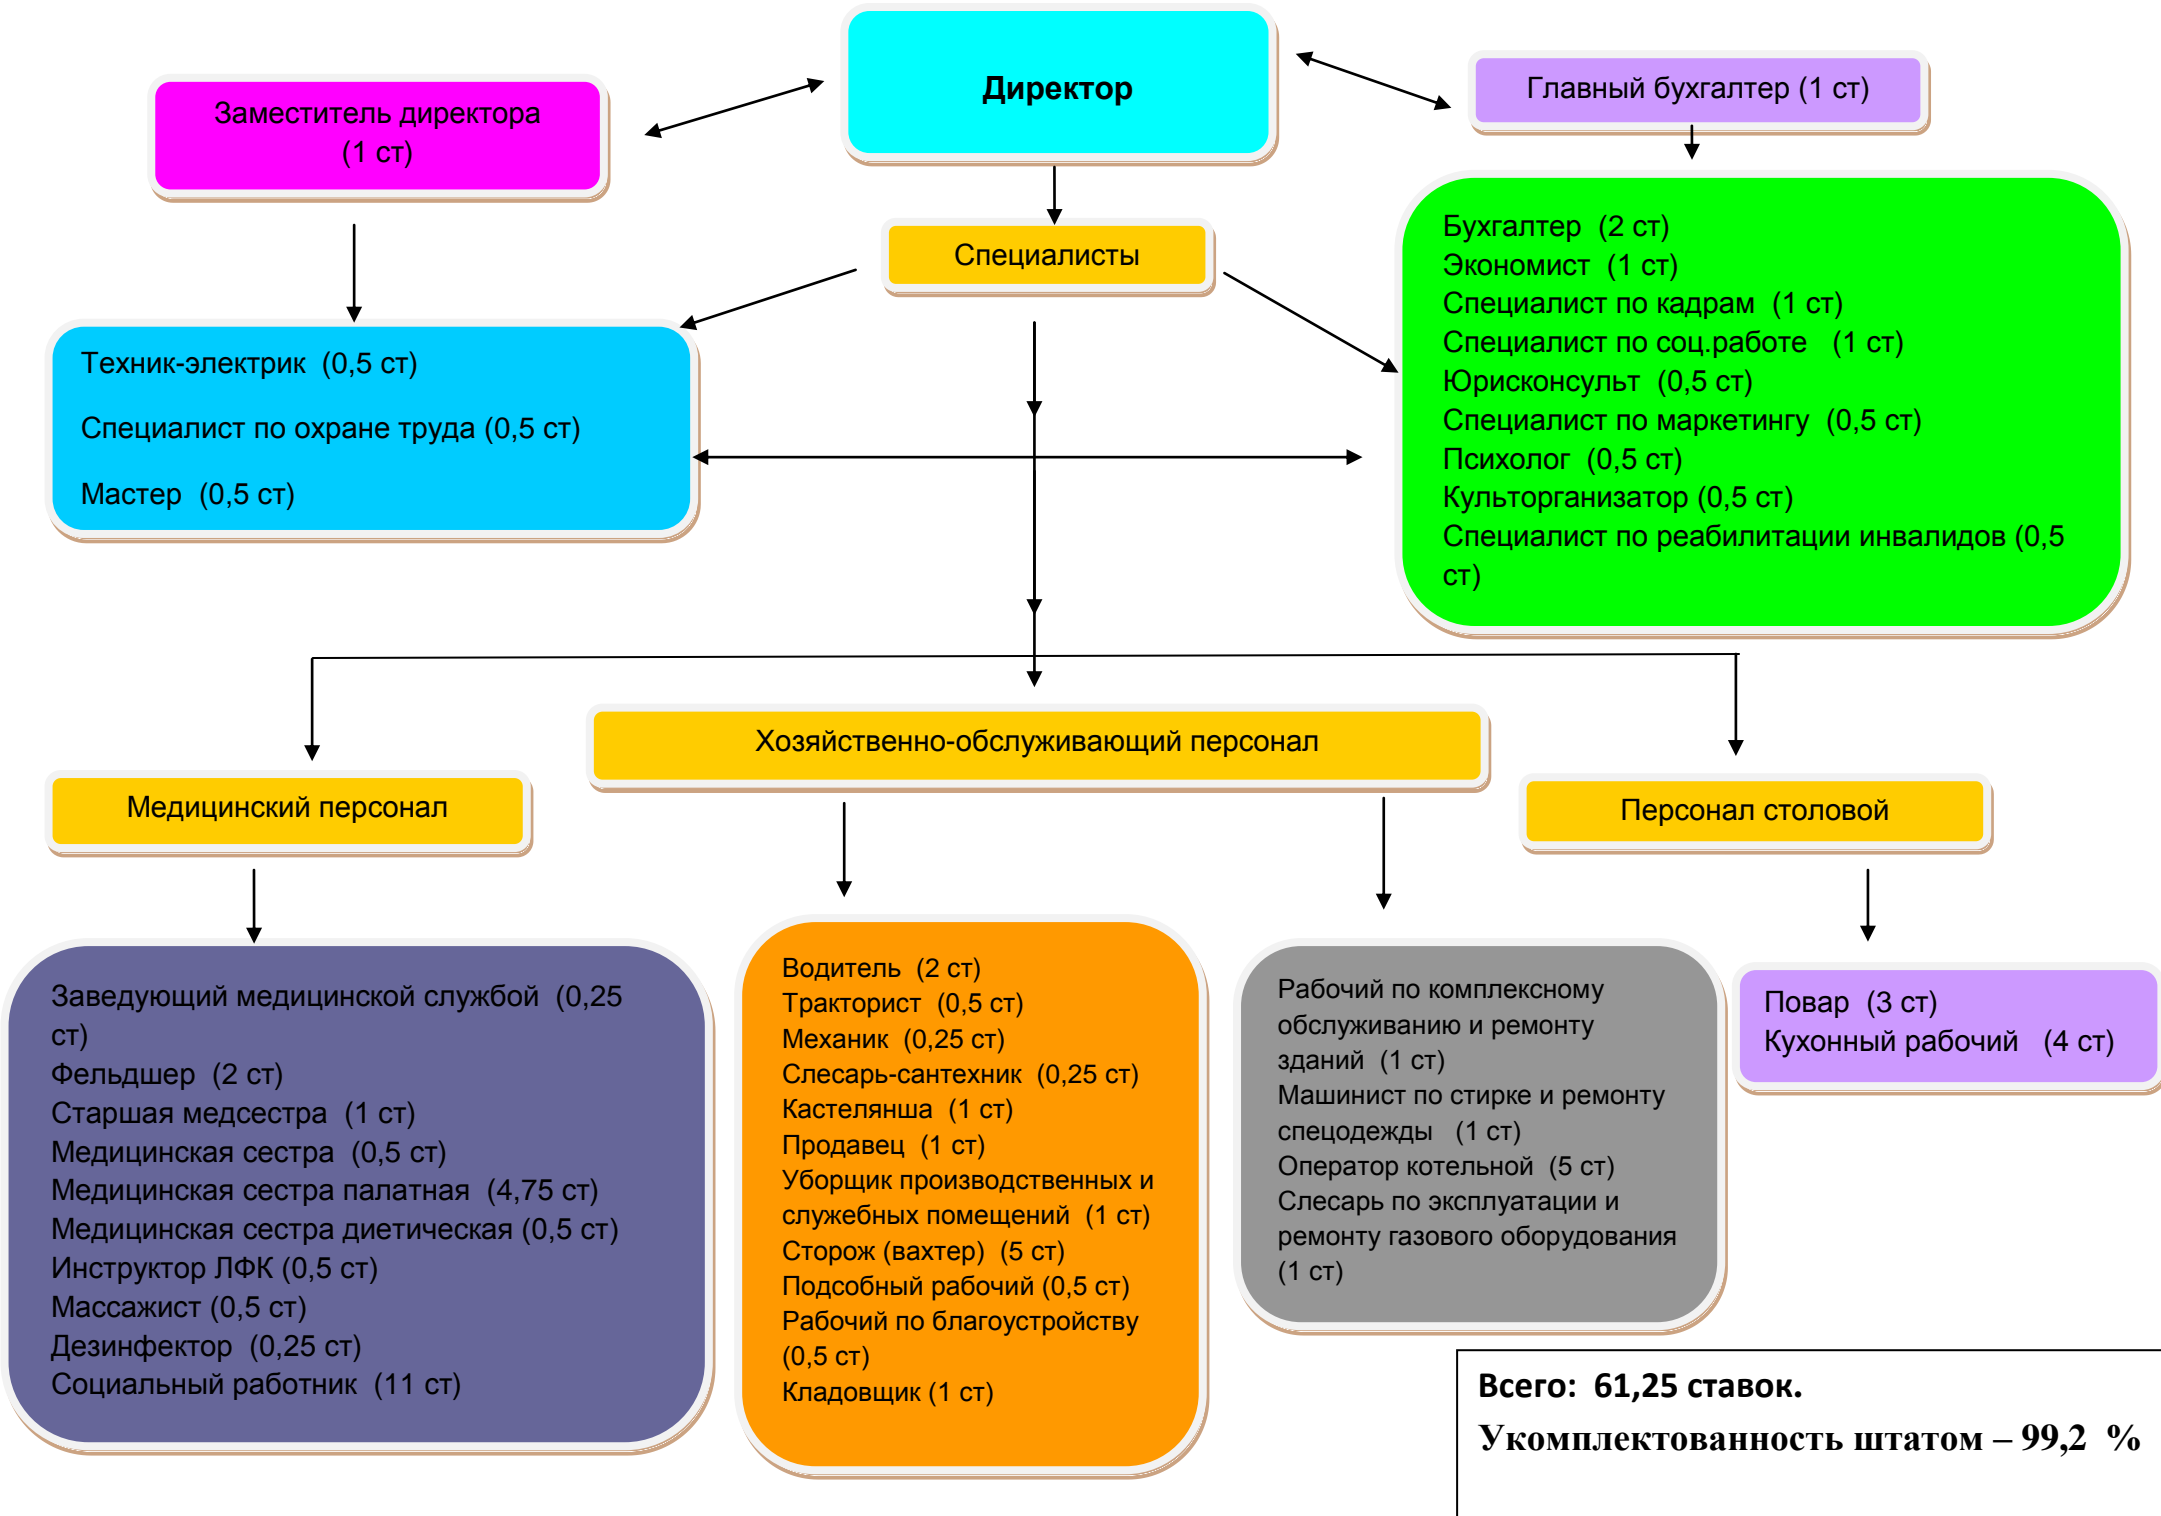 Директор
Заместитель директора
(1 ст)
Главный бухгалтер (1 ст)
Специалисты
Бухгалтер (2 ст)
Экономист (1 ст)
Специалист по кадрам (1 ст)
Специалист по соц.работе (1 ст)
Юрисконсульт (0,5 ст)
Специалист по маркетингу (0,5 ст)
Психолог (0,5 ст)
Культорганизатор (0,5 ст)
Специалист по реабилитации инвалидов (0,5
ст)
Техник-электрик (0,5 ст)
Специалист по охране труда (0,5 ст)
Мастер (0,5 ст)
Хозяйственно-обслуживающий персонал
Медицинский персонал
Персонал столовой
Заведующий медицинской службой (0,25
ст)
Фельдшер (2 ст)
Старшая медсестра (1 ст)
Медицинская сестра (0,5 ст)
Медицинская сестра палатная (4,75 ст)
Медицинская сестра диетическая (0,5 ст)
Инструктор ЛФК (0,5 ст)
Массажист (0,5 ст)
Дезинфектор (0,25 ст)
Социальный работник (11 ст)
Водитель (2 ст)
Тракторист (0,5 ст)
Механик (0,25 ст)
Слесарь-сантехник (0,25 ст)
Кастелянша (1 ст)
Продавец (1 ст)
Уборщик производственных и
служебных помещений (1 ст)
Сторож (вахтер) (5 ст)
Подсобный рабочий (0,5 ст)
Рабочий по благоустройству
(0,5 ст)
Кладовщик (1 ст)
Рабочий по комплексному
обслуживанию и ремонту
зданий (1 ст)
Машинист по стирке и ремонту
спецодежды (1 ст)
Оператор котельной (5 ст)
Слесарь по эксплуатации и
ремонту газового оборудования
(1 ст)
Повар (3 ст)
Кухонный рабочий (4 ст)
Всего: 61,25 ставок.
Укомплектованность штатом – 99,2 %